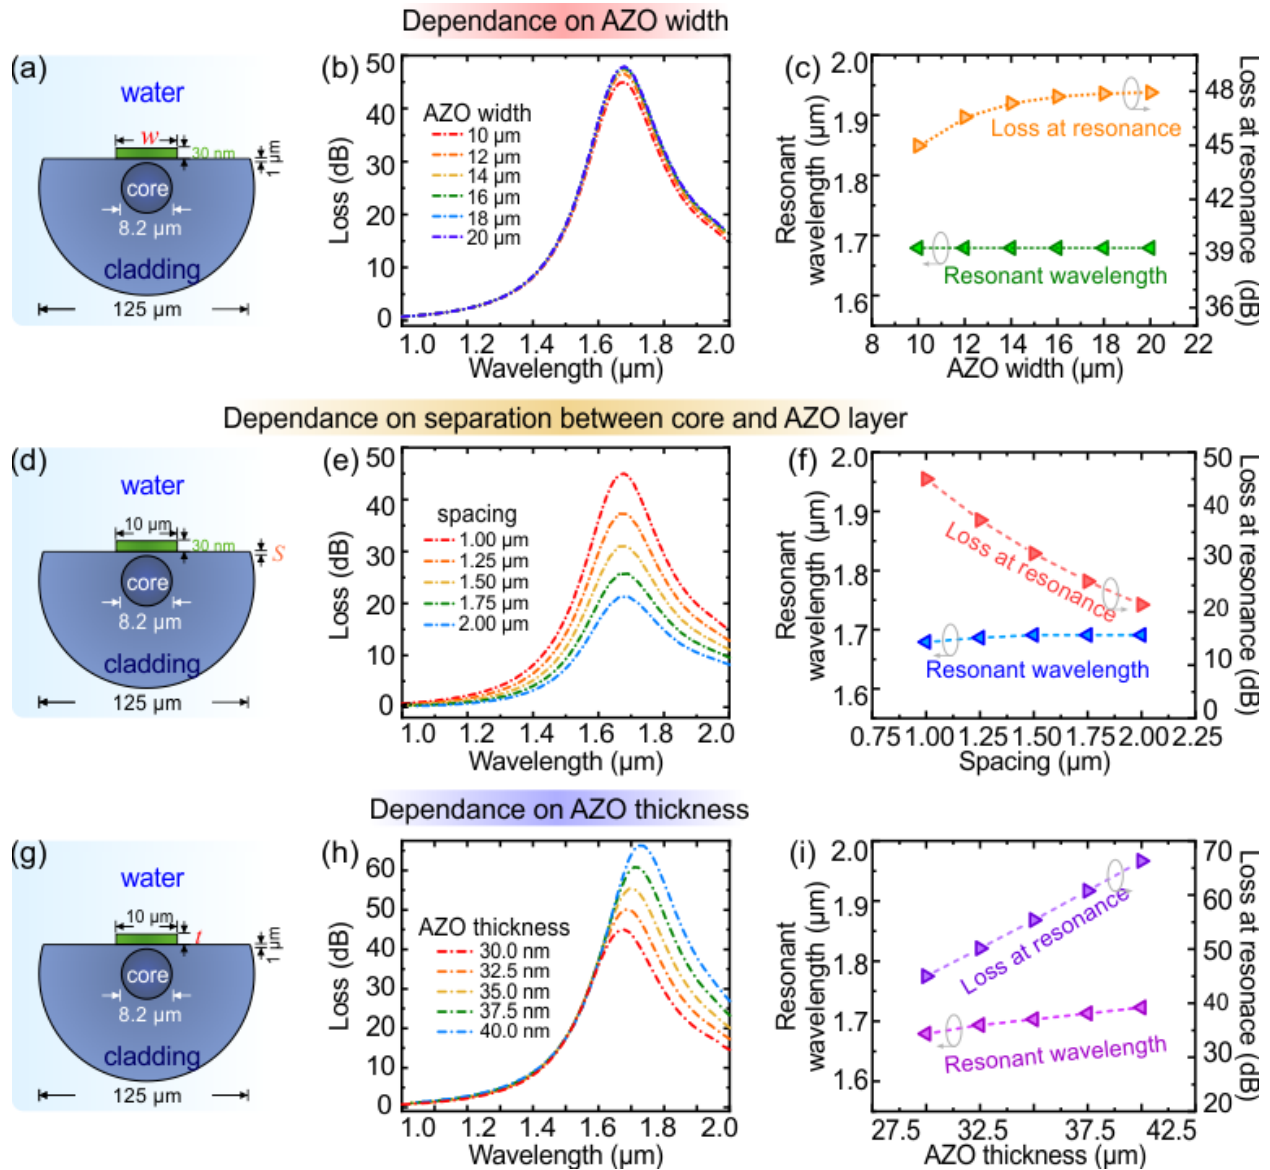 Dependance on AZO width
(a)
water
w
30 nm
1 µm
core
8.2 µm
cladding
125 µm
(b)
Loss (dB)
50
40
30
20
10
0
AZO width
10 µm
12 µm
14 µm
16 µm
18 µm
20 µm
1.0 1.2 1.4 1.6 1.8 2.0
Wavelength (µm)
(c)
Resonant
wavelength (µm)
2.0
1.9
1.8
1.7
1.6
Loss at resonance
Resonant wavelength
48
45
42
39
36
Loss at resonance
(dB)
8 10 12 14 16 18 20 22
AZO width (µm)
Dependance on separation between core and AZO layer
(d)
water
10 µm
30 nm
S
core
8.2 µm
cladding
125 µm
(e)
Loss (dB)
50
40
30
20
10
0
spacing
1.00 µm
1.25 µm
1.50 µm
1.75 µm
2.00 µm
1.0 1.2 1.4 1.6 1.8 2.0
Wavelength (µm)
(f)
Resonant
wavelength (µm)
2.0
1.9
1.8
1.7
1.6
Loss at resonance
Resonant wavelength
50
40
30
20
10
0
Loss at resonance
(dB)
0.75 1.00 1.25 1.50 1.75 2.00 2.25
Spacing (µm)
Dependance on AZO thickness
(g)
water
10 µm
t
1 µm
core
8.2 µm
cladding
125 µm
(h)
Loss (dB)
60
50
40
30
20
10
0
AZO thickness
30.0 nm
32.5 nm
35.0 nm
37.5 nm
40.0 nm
1.0 1.2 1.4 1.6 1.8 2.0
Wavelength (µm)
(i)
Resonant
wavelength (µm)
2.0
1.9
1.8
1.7
1.6
Loss at resonance
Resonant wavelength
70
60
50
40
30
20
Loss at resonace
(dB)
27.5 32.5 37.5 42.5
AZO thickness (µm)